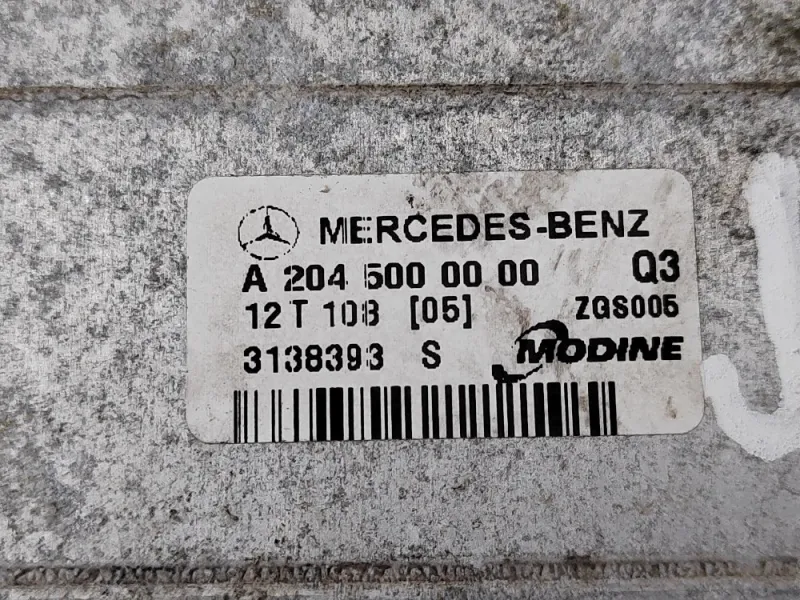 MERCEDES-BENZ
A 204 500 00 00 Q3
12 T 108 [05] ZGS005
3138393 S MODINE